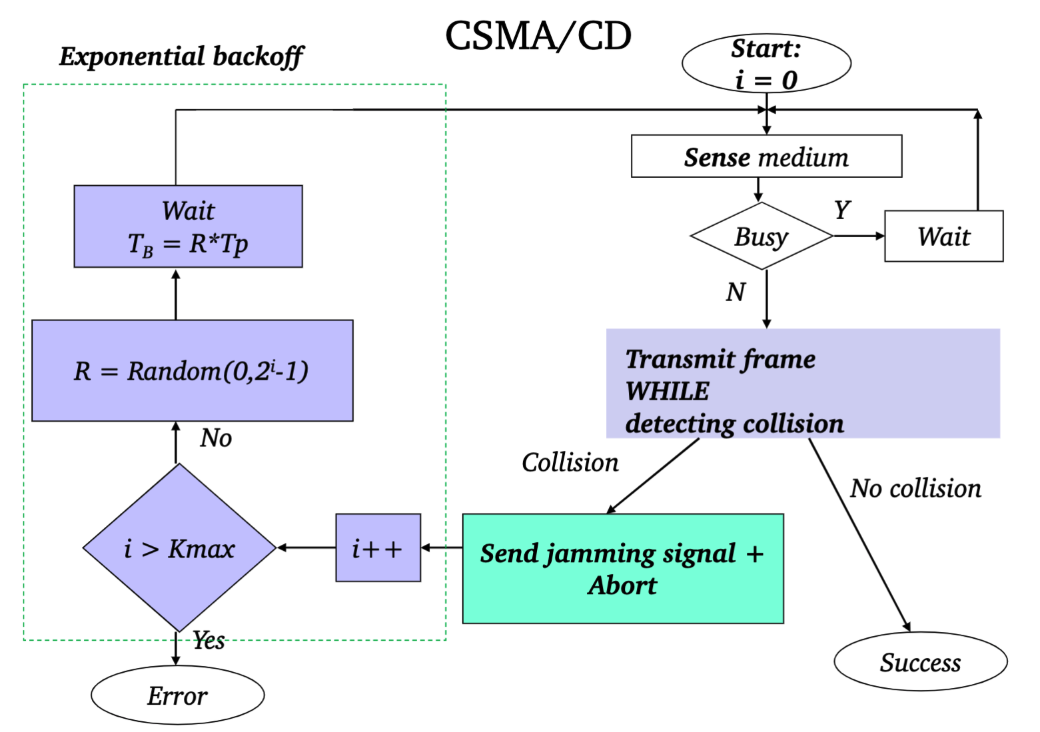 CSMA/CD
Exponential backoff
Start:
i = 0
Sense medium
Busy
Y
Wait
N
Transmit frame
WHILE
detecting collision
Collision
No collision
Send jamming signal +
Abort
Success
i++
i > Kmax
No
Yes
Error
R = Random(0,2ⁱ-1)
Wait
T_B = R*Tp